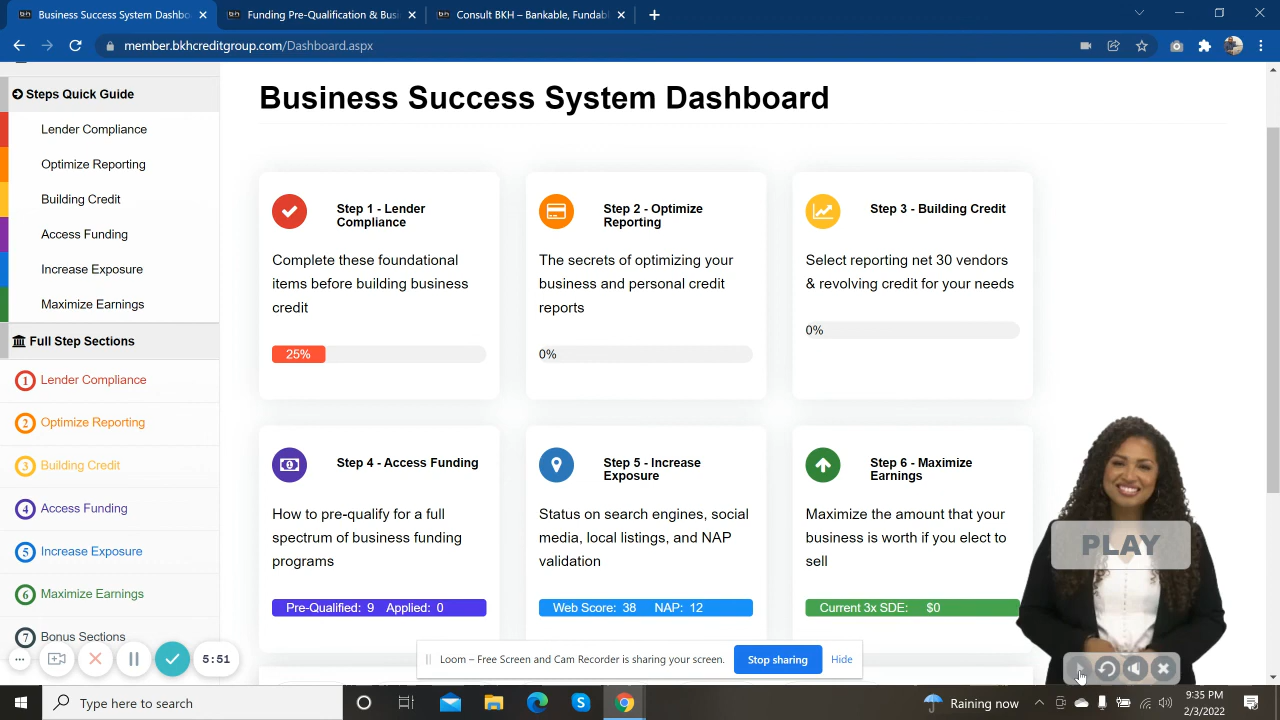 Business Success System Dashbo
Funding Pre-Qualification & Busi
Consult BKH – Bankable, Fundabl
member.bkhcreditgroup.com/Dashboard.aspx
Steps Quick Guide
Lender Compliance
Optimize Reporting
Building Credit
Access Funding
Increase Exposure
Maximize Earnings
Full Step Sections
1 Lender Compliance
2 Optimize Reporting
3 Building Credit
4 Access Funding
5 Increase Exposure
6 Maximize Earnings
7 Bonus Sections
Business Success System Dashboard
Step 1 - Lender
Compliance
Complete these foundational
items before building business
credit
25%
Step 2 - Optimize
Reporting
The secrets of optimizing your
business and personal credit
reports
0%
Step 3 - Building Credit
Select reporting net 30 vendors
& revolving credit for your needs
0%
Step 4 - Access Funding
How to pre-qualify for a full
spectrum of business funding
programs
Pre-Qualified: 9 Applied: 0
Step 5 - Increase
Exposure
Status on search engines, social
media, local listings, and NAP
validation
Web Score: 38 NAP: 12
Step 6 - Maximize
Earnings
Maximize the amount that your
business is worth if you elect to
sell
Current 3x SDE: $0
PLAY
5:51
Loom – Free Screen and Cam Recorder is sharing your screen.
Stop sharing
Hide
Type here to search
Raining now
9:35 PM
2/3/2022